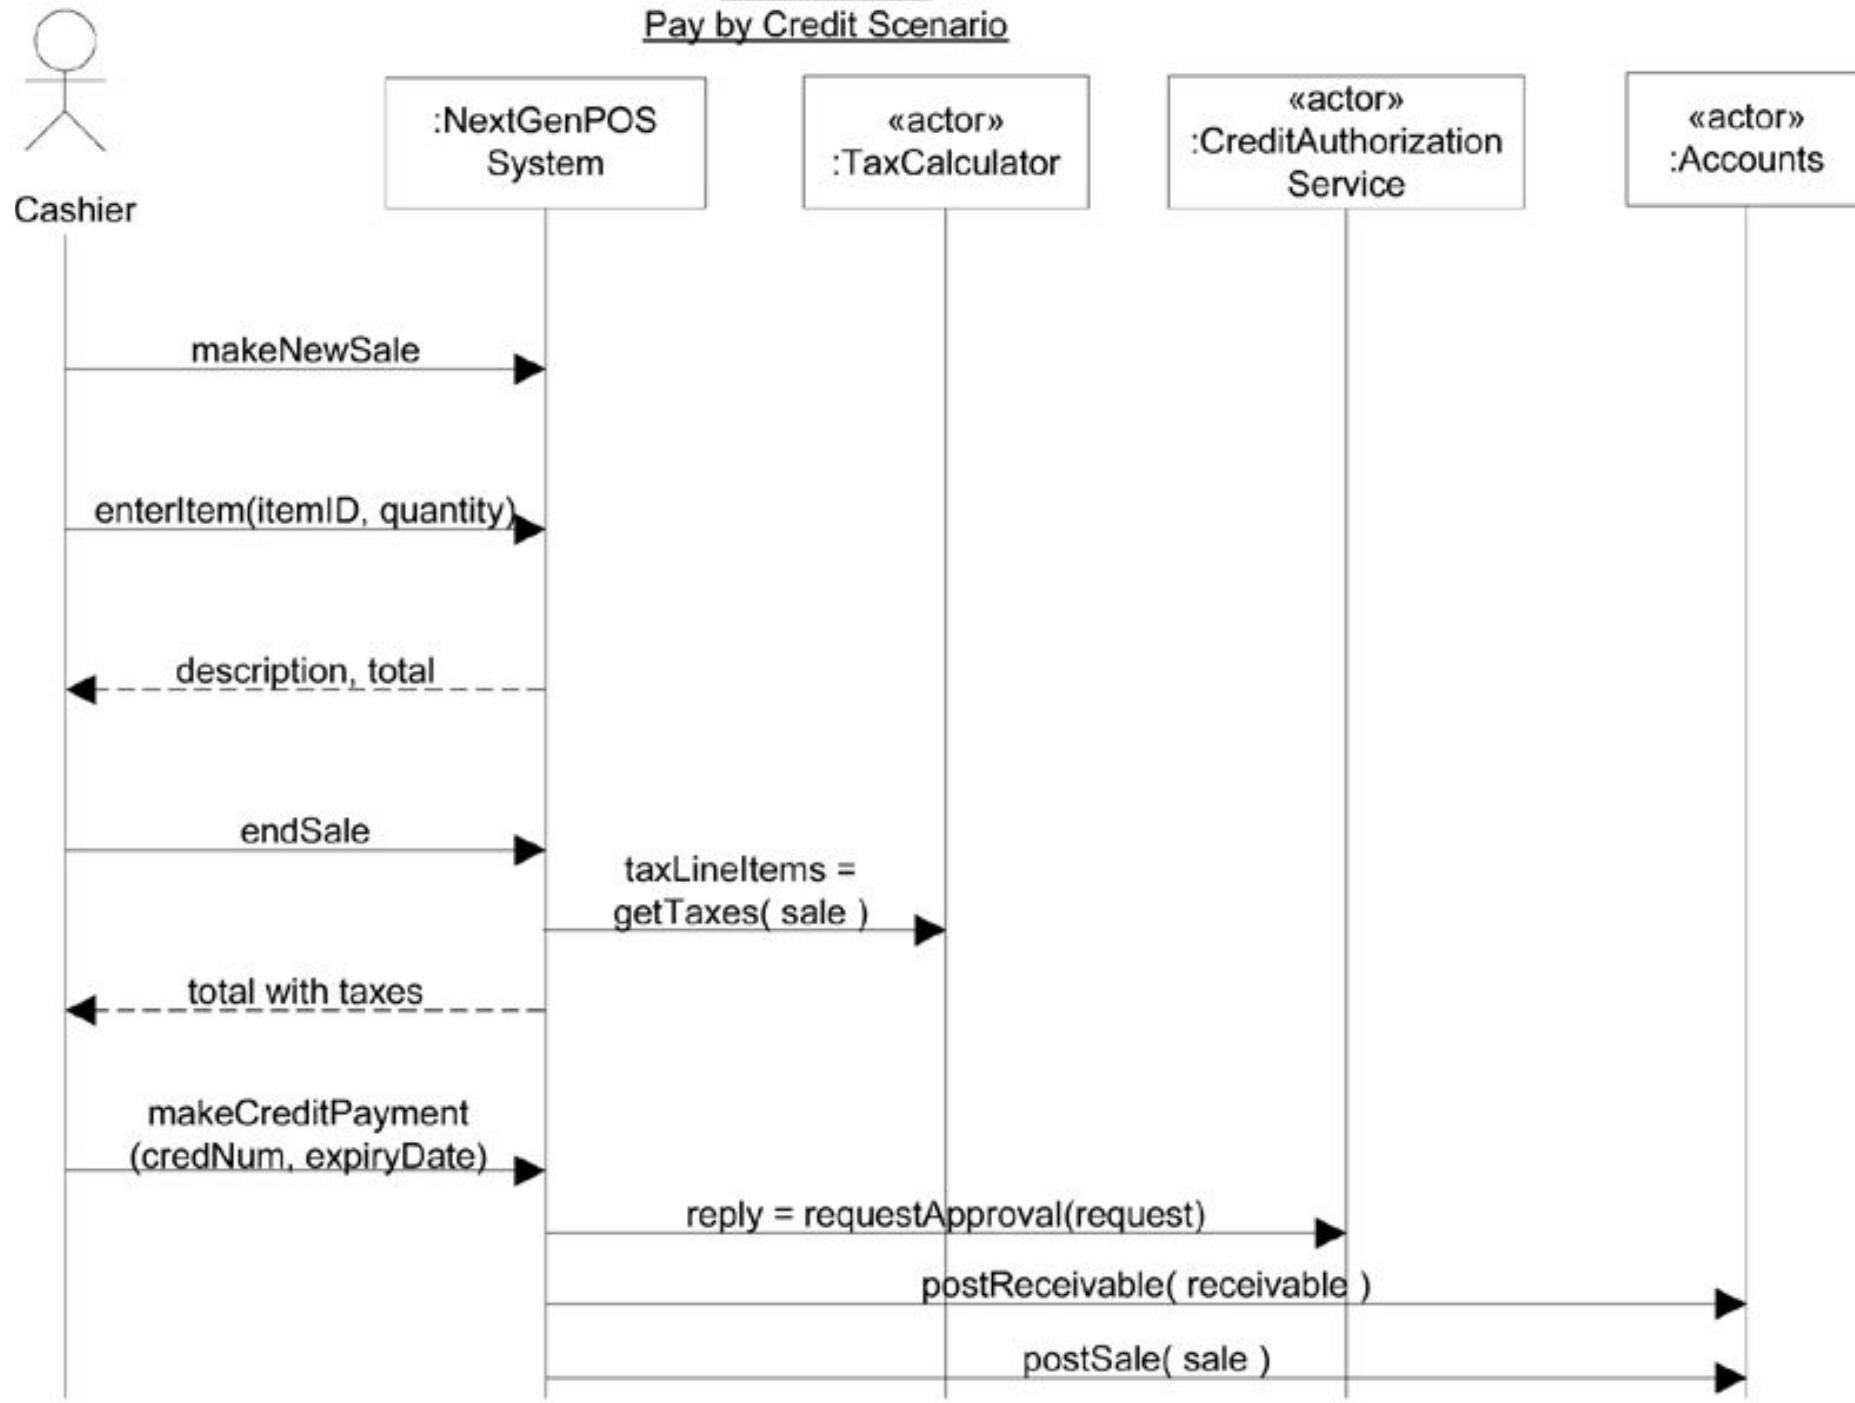 Pay by Credit Scenario
Cashier
:NextGenPOS
System
«actor»
:TaxCalculator
«actor»
:CreditAuthorization
Service
«actor»
:Accounts
makeNewSale
enterItem(itemID, quantity)
description, total
endSale
taxLineItems =
getTaxes( sale )
total with taxes
makeCreditPayment
(credNum, expiryDate)
reply = requestApproval(request)
postReceivable( receivable )
postSale( sale )